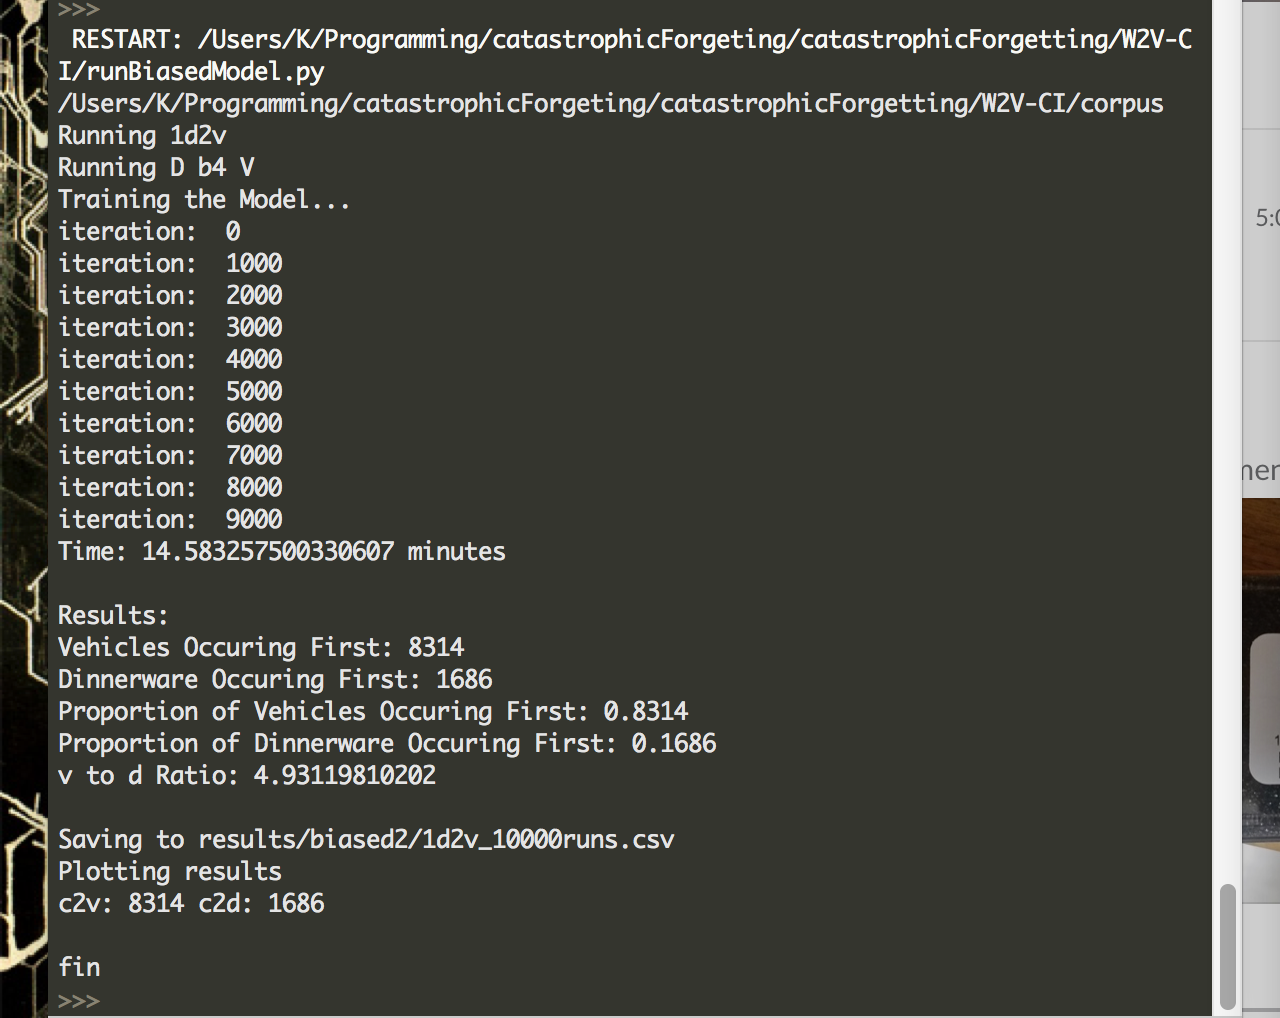 >>>
 RESTART: /Users/K/Programming/catastrophicForgeting/catastrophicForgetting/W2V-C
I/runBiasedModel.py
/Users/K/Programming/catastrophicForgeting/catastrophicForgetting/W2V-CI/corpus
Running 1d2v
Running D b4 V
Training the Model...
iteration:  0
iteration:  1000
iteration:  2000
iteration:  3000
iteration:  4000
iteration:  5000
iteration:  6000
iteration:  7000
iteration:  8000
iteration:  9000
Time: 14.583257500330607 minutes
Results:
Vehicles Occuring First: 8314
Dinnerware Occuring First: 1686
Proportion of Vehicles Occuring First: 0.8314
Proportion of Dinnerware Occuring First: 0.1686
v to d Ratio: 4.93119810202
Saving to results/biased2/1d2v_10000runs.csv
Plotting results
c2v: 8314 c2d: 1686
fin
>>>